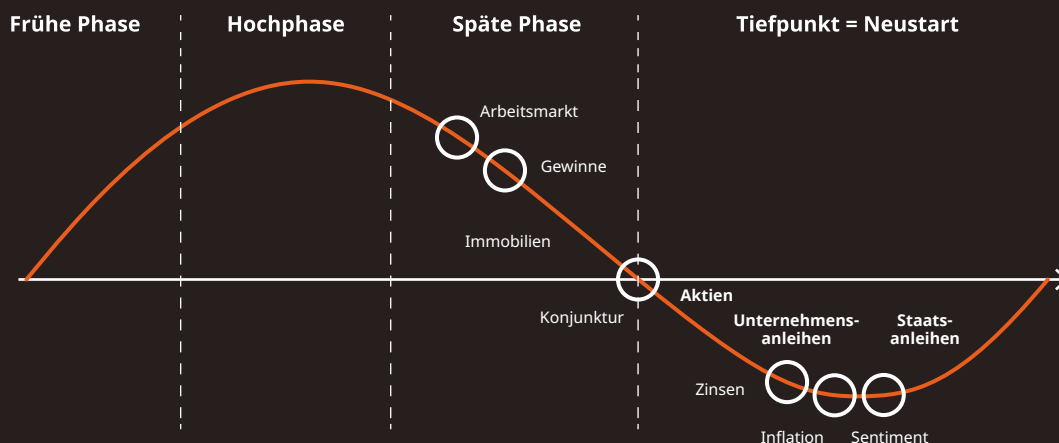 Frühe Phase
Hochphase
Späte Phase
Tiefpunkt = Neustart
Arbeitsmarkt
Gewinne
Immobilien
Aktien
Konjunktur
Unternehmens-
anleihen
Staats-
anleihen
Zinsen
Inflation
Sentiment